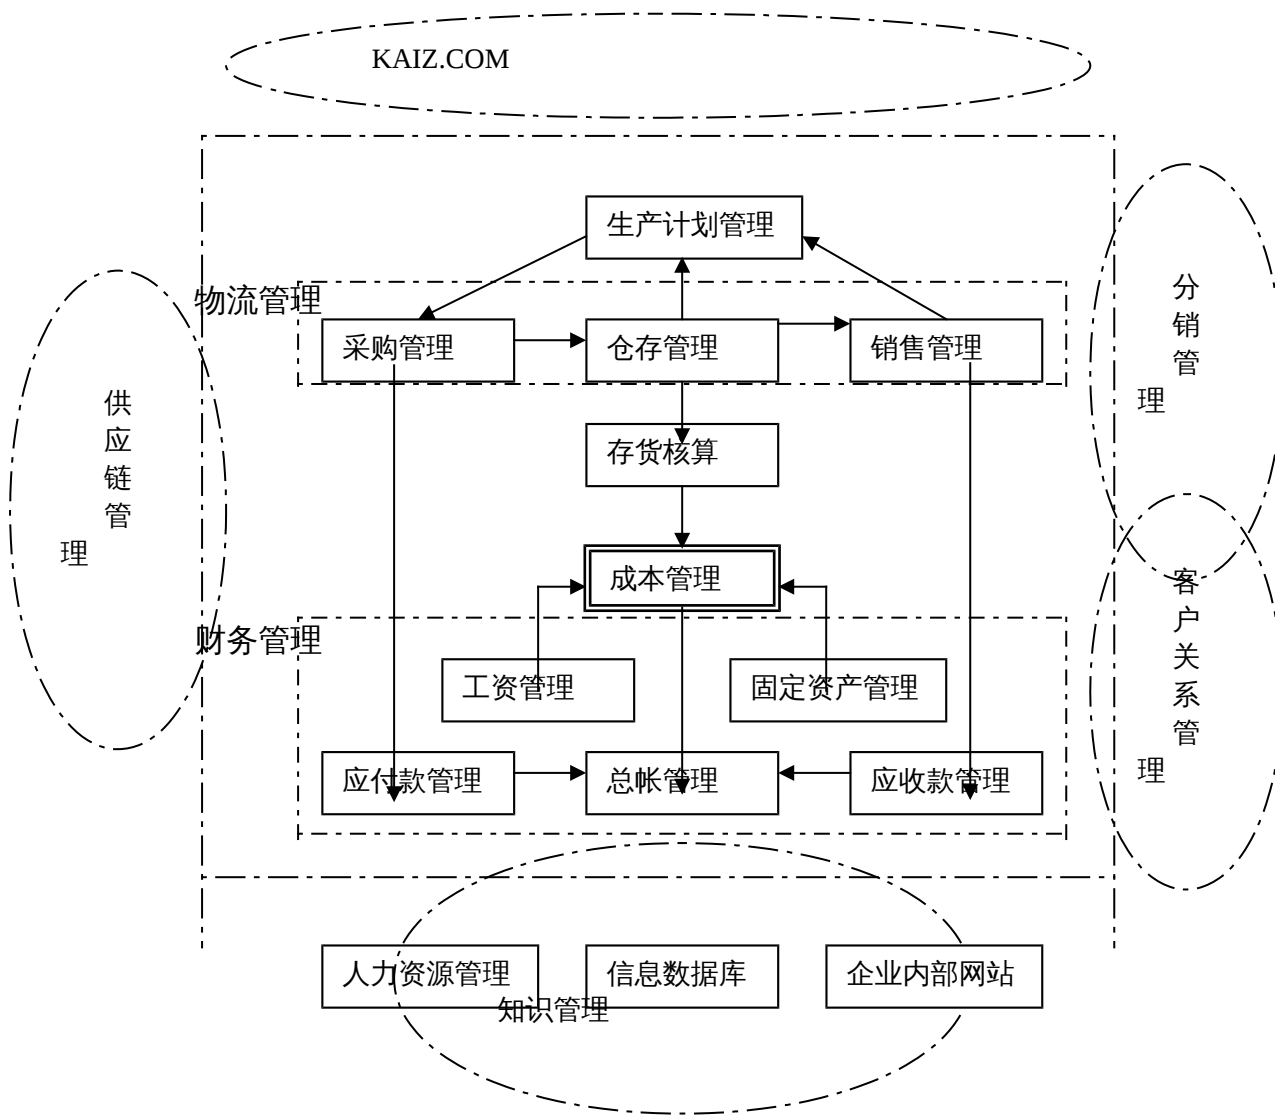 KAIZ.COM
生产计划管理
物流管理
采购管理
仓存管理
销售管理
分
销
管
理
供
应
链
管
理
存货核算
成本管理
财务管理
工资管理
固定资产管理
客
户
关
系
管
理
应付款管理
总帐管理
应收款管理
人力资源管理
信息数据库
企业内部网站
知识管理